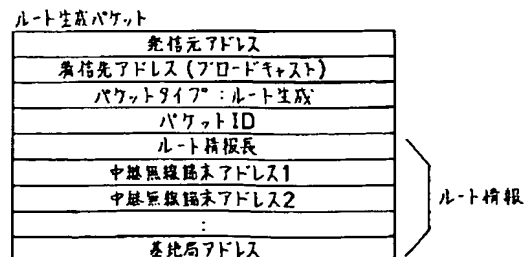 ルート生成パケット
発信元アドレス
着信先アドレス (ブロードキャスト)
パケットタイプ:ルート生成
パケットID
ルート情報長
中継無線端末アドレス1
中継無線端末アドレス2
:
基地局アドレス
ルート情報